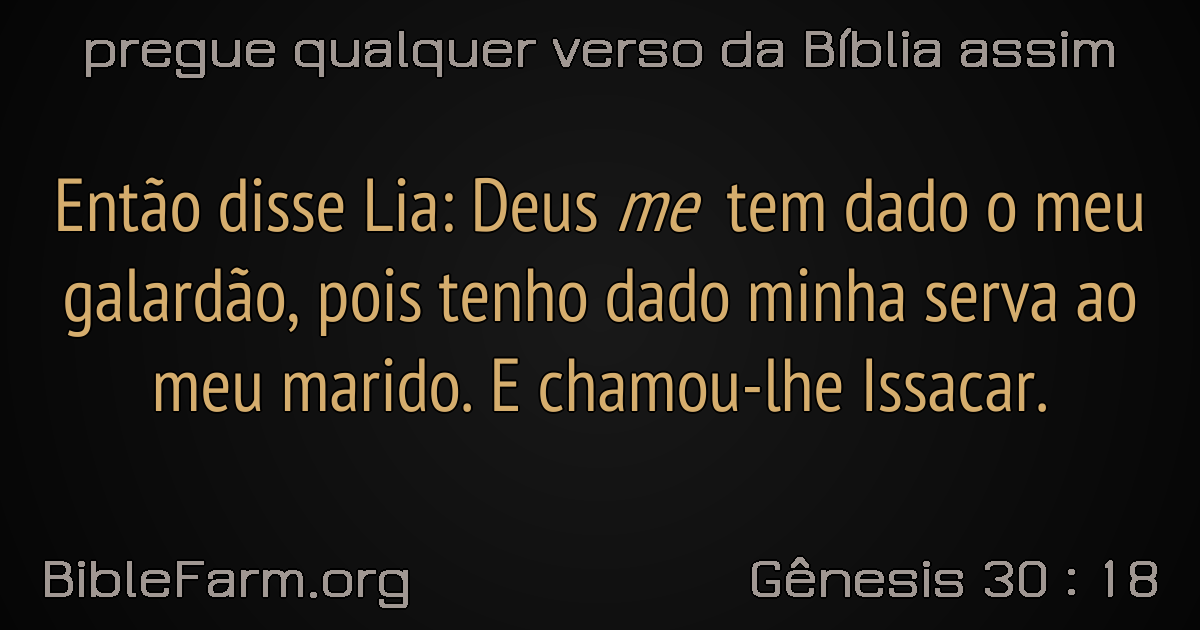 pregue qualquer verso da Bíblia assim
Então disse Lia: Deus me tem dado o meu
galardão, pois tenho dado minha serva ao
meu marido. E chamou-lhe Issacar.
BibleFarm.org
Gênesis 30 : 18